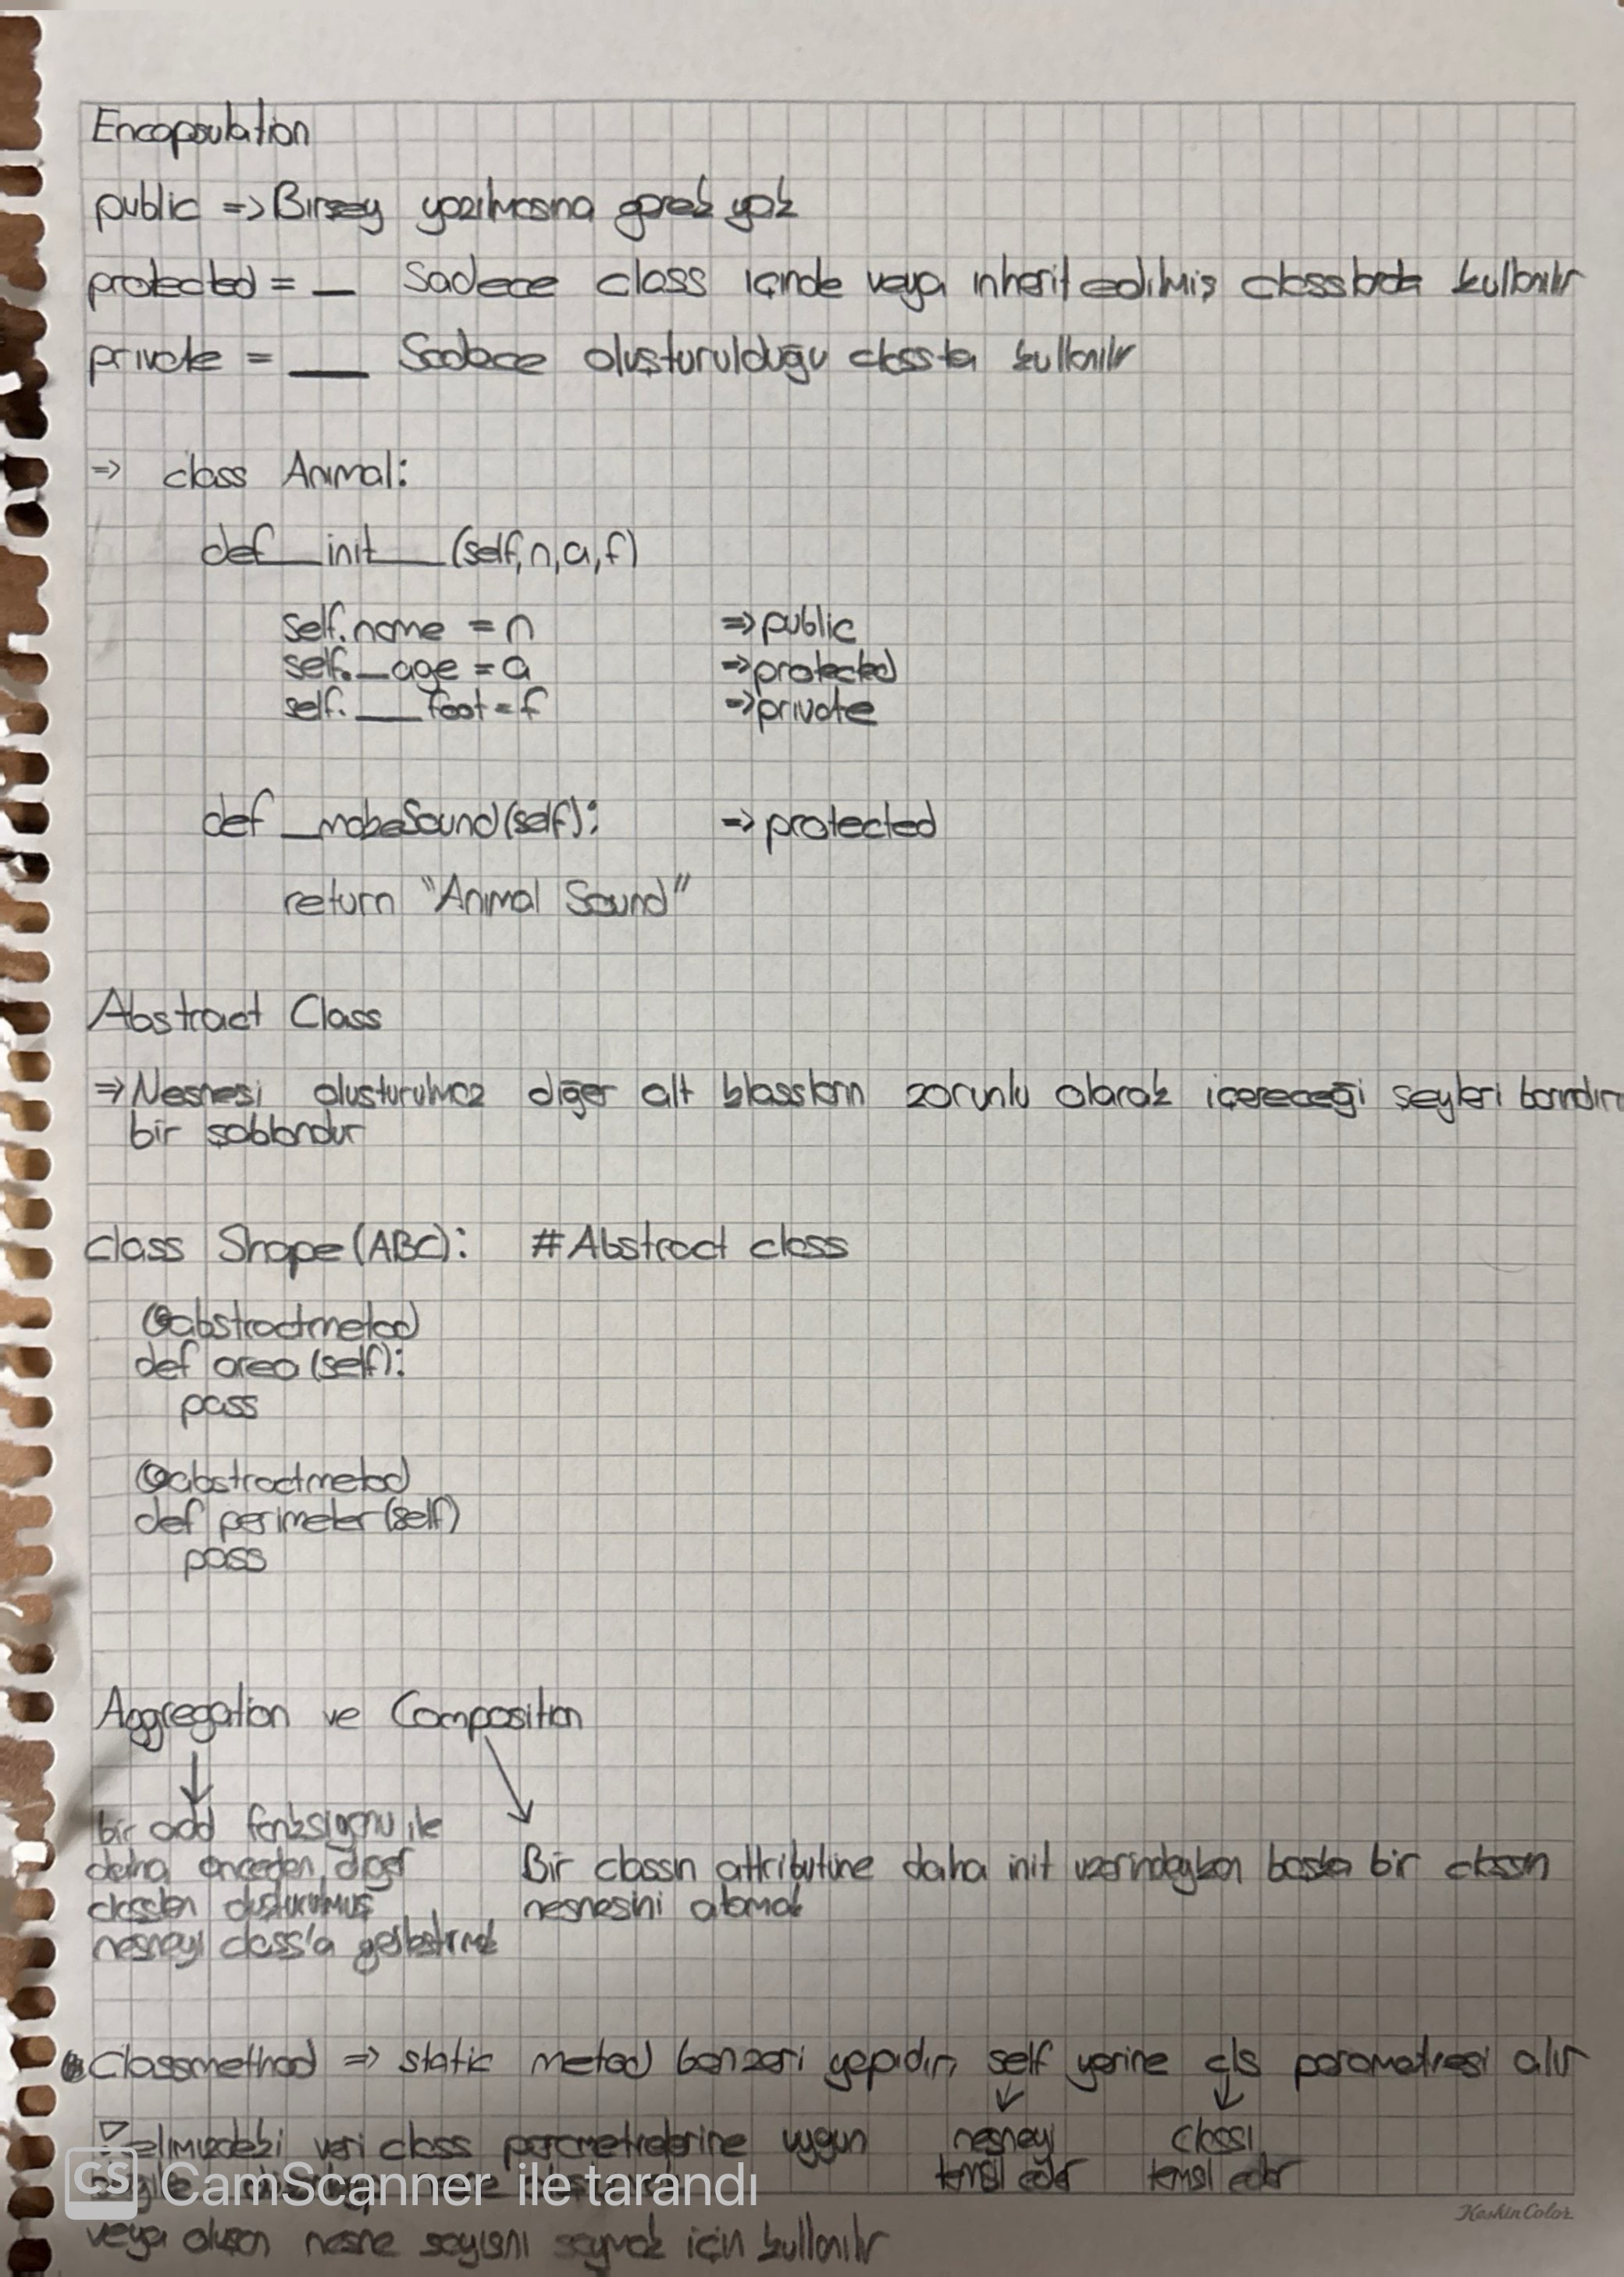 Encapsulation
public => Birşey yazılmasına gerek yok
protected = _ Sadece class içinde veya inherit edilmiş classlarda kullanılır
private = __ Sadece oluşturulduğu classta kullanılır
=> class Animal:
def __init__(self,n,a,f)
self.name = n => public
self._age = a => protected
self.__foot = f => private
def _makeSound(self): => protected
return "Animal Sound"
Abstract Class
=> Nesnesi oluşturulmaz diğer alt klassların zorunlu olarak içereceği şeyleri barındıran
bir şablondur
class Shape(ABC): #Abstract class
@abstractmetod
def area(self):
pass
@abstractmetod
def perimeter(self)
pass
Aggregation ve Composition
bir add fonksiyonu ile
daha önceden diğer
classtan oluşturulmuş
nesneyi class'a yerleştirmek
Bir classın attributüne daha init üzerindeyken başka bir classın
nesnesini atamak
Classmethod => static metod benzeri yapıdır, self yerine cls parametresi alır
nesneyi
temsil eder
classı
temsil eder
elimizdeki veri class parametrelerine uygun
veya oluşan nesne sayısını saymak için kullanılır
CS CamScanner ile tarandı
KeskinColor